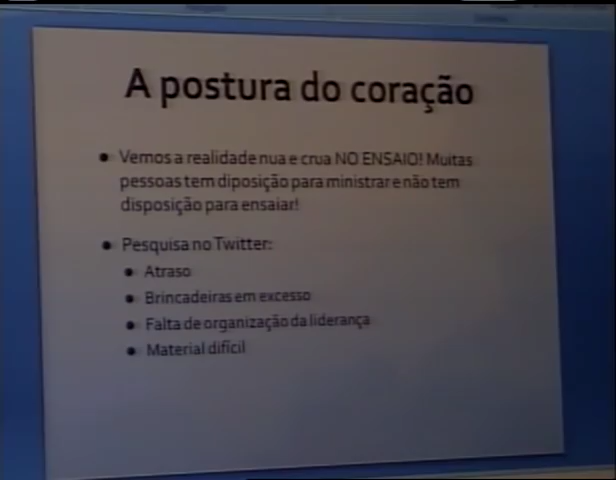 A postura do coração
Vemos a realidade nua e crua NO ENSAIO! Muitas
pessoas tem diposição para ministrar e não tem
disposição para ensaiar!
Pesquisa no Twitter:
Atraso
Brincadeiras em excesso
Falta de organização da liderança
Material difícil